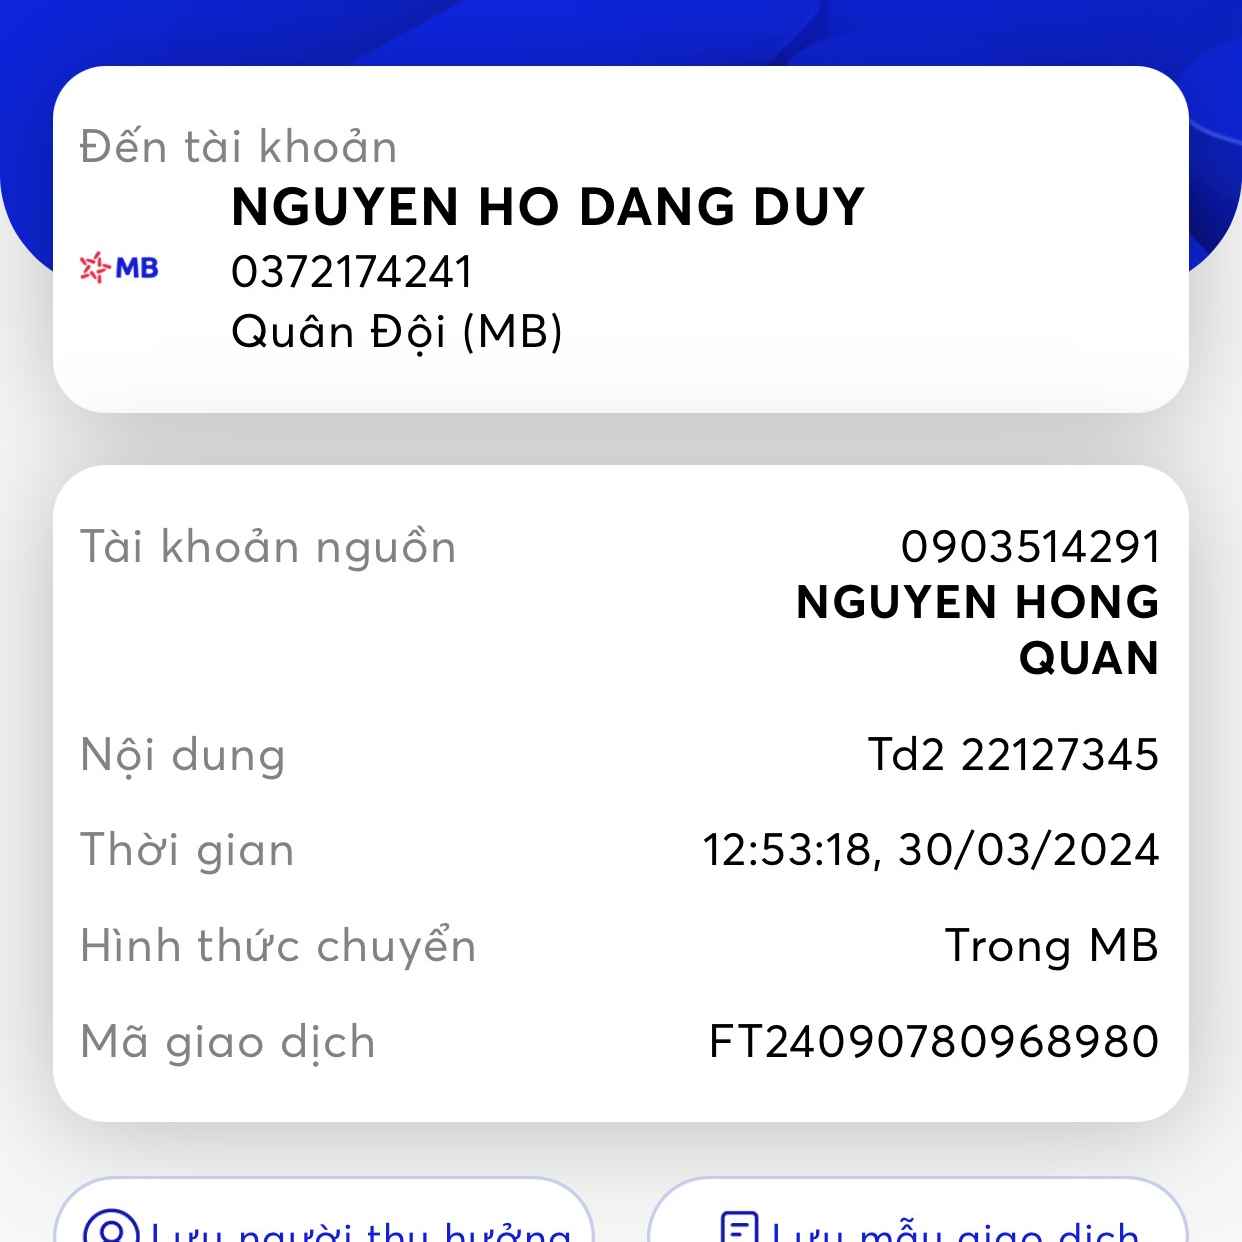 Đến tài khoản
NGUYEN HO DANG DUY
MB
0372174241
Quân Đội (MB)
Tài khoản nguồn
0903514291
NGUYEN HONG
QUAN
Nội dung
Td2 22127345
Thời gian
12:53:18, 30/03/2024
Hình thức chuyển
Trong MB
Mã giao dịch
FT24090780968980
Lưu người thụ hưởng
Lưu mẫu giao dịch